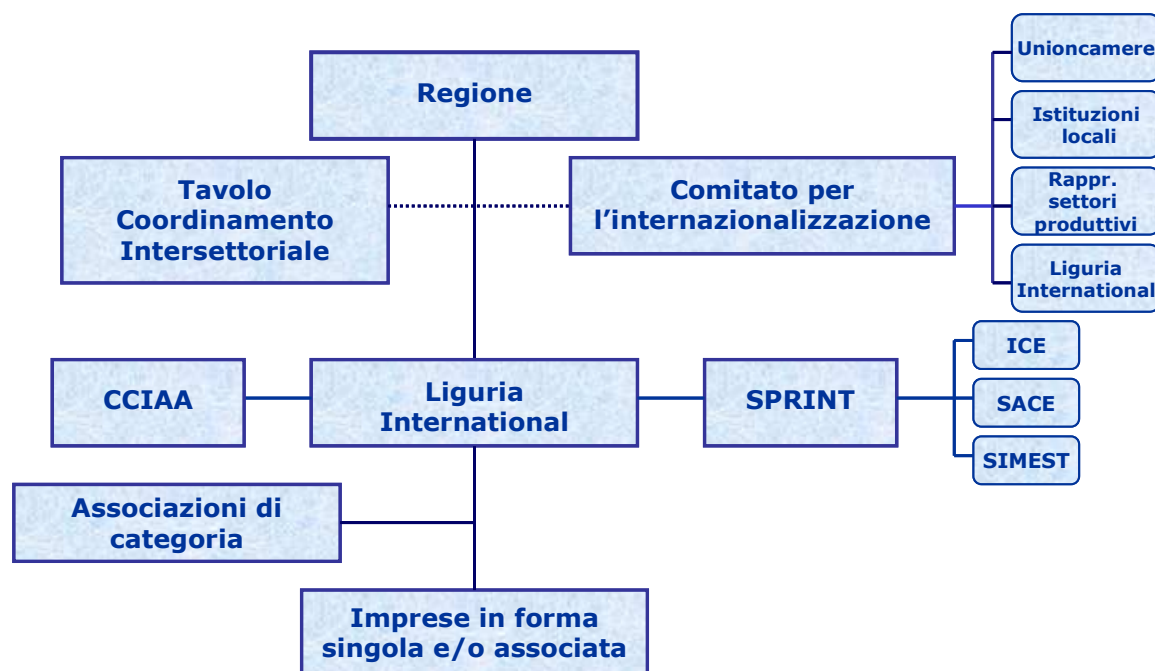 Regione
Unioncamere
Istituzioni
locali
Rappr.
settori
produttivi
Liguria
International
Tavolo
Coordinamento
Intersettoriale
Comitato per
l’internazionalizzazione
CCIAA
Liguria
International
SPRINT
ICE
SACE
SIMEST
Associazioni di
categoria
Imprese in forma
singola e/o associata